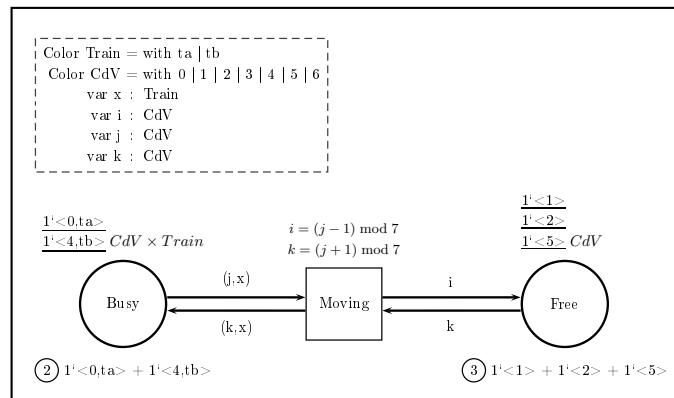 Color Train = with ta | tb
Color CdV = with 0 | 1 | 2 | 3 | 4 | 5 | 6
var x : Train
var i : CdV
var j : CdV
var k : CdV
1‘<0,ta>
1‘<4,tb> CdV × Train
i = (j − 1) mod 7
k = (j + 1) mod 7
1‘<1>
1‘<2>
1‘<5> CdV
Busy
(j,x)
(k,x)
Moving
i
k
Free
2 1‘<0,ta> + 1‘<4,tb>
3 1‘<1> + 1‘<2> + 1‘<5>